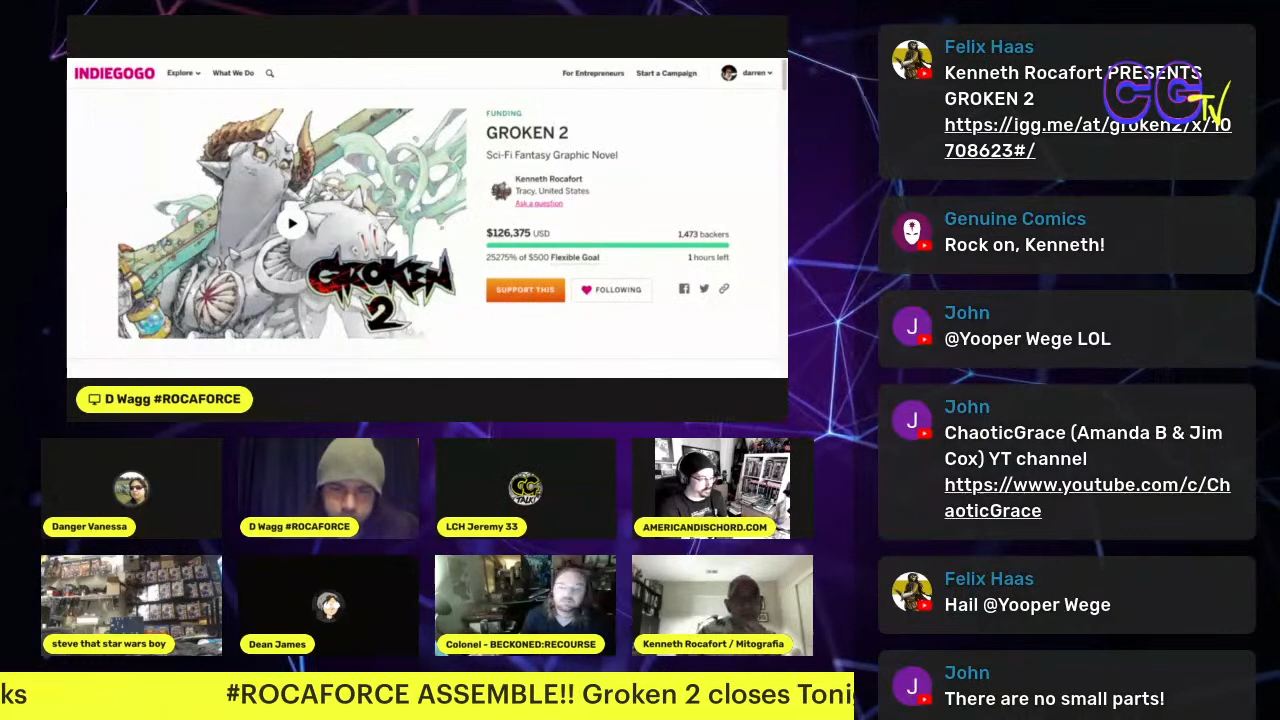 INDIEGOGO Explore What We Do For Entrepreneurs Start a Campaign darren
FUNDING
GROKEN 2
Sci-Fi Fantasy Graphic Novel
Kenneth Rocafort
Tracy, United States
Ask a question
$126,375 USD 1,473 backers
25275% of $500 Flexible Goal 1 hours left
SUPPORT THIS FOLLOWING
GROKEN
2
D Wagg #ROCAFORCE
Danger Vanessa
D Wagg #ROCAFORCE
CG
TALK!
LCH Jeremy 33
AMERICANDISCHORD.COM
steve that star wars boy
Dean James
Colonel - BECKONED:RECOURSE
Kenneth Rocafort / Mitografia
ks #ROCAFORCE ASSEMBLE!! Groken 2 closes Toni
Felix Haas
Kenneth Rocafort PRESENTS
GROKEN 2
https://igg.me/at/groken2/x/10
708623#/
CG TV
Genuine Comics
Rock on, Kenneth!
John
J
@Yooper Wege LOL
John
J
ChaoticGrace (Amanda B & Jim
Cox) YT channel
https://www.youtube.com/c/Ch
aoticGrace
Felix Haas
Hail @Yooper Wege
John
J
There are no small parts!